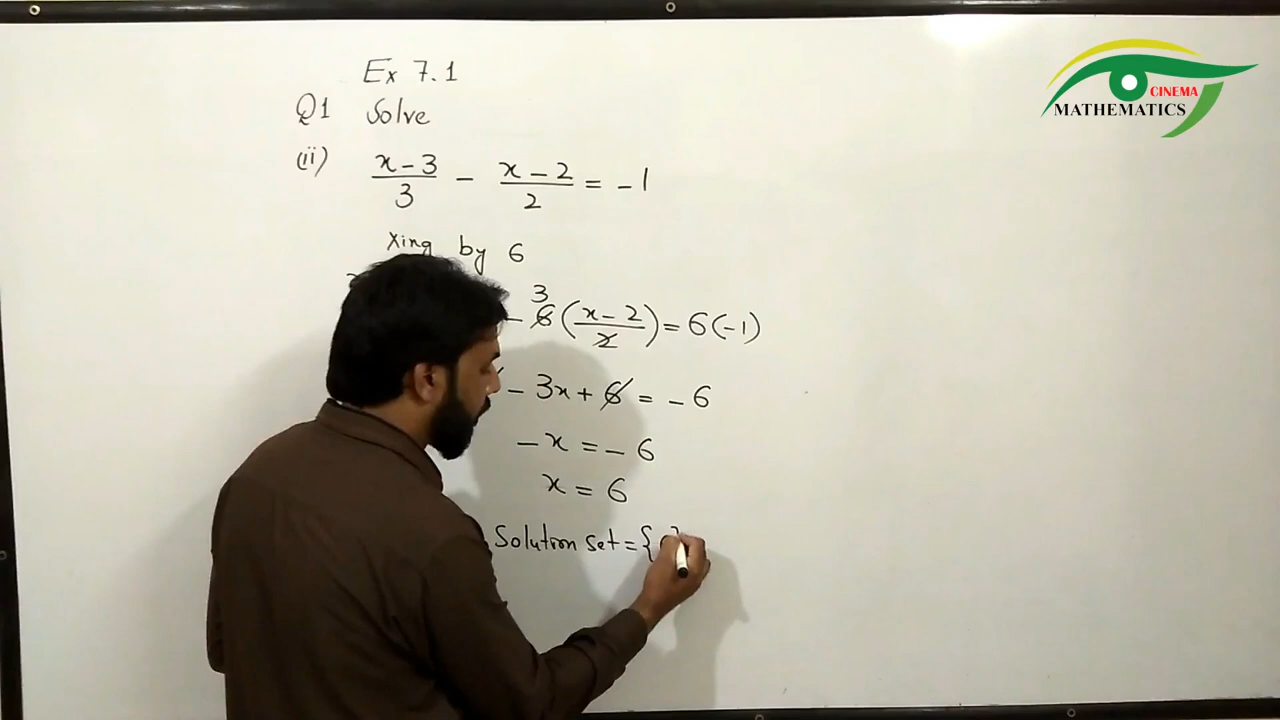 Ex 7.1
Q1 Solve
(ii) x-3/3 - x-2/2 = -1
Xing by 6
3
- 6(x-2/2) = 6(-1)
- 3x + 6 = -6
-x = -6
x = 6
Solution set = {
CINEMA
MATHEMATICS